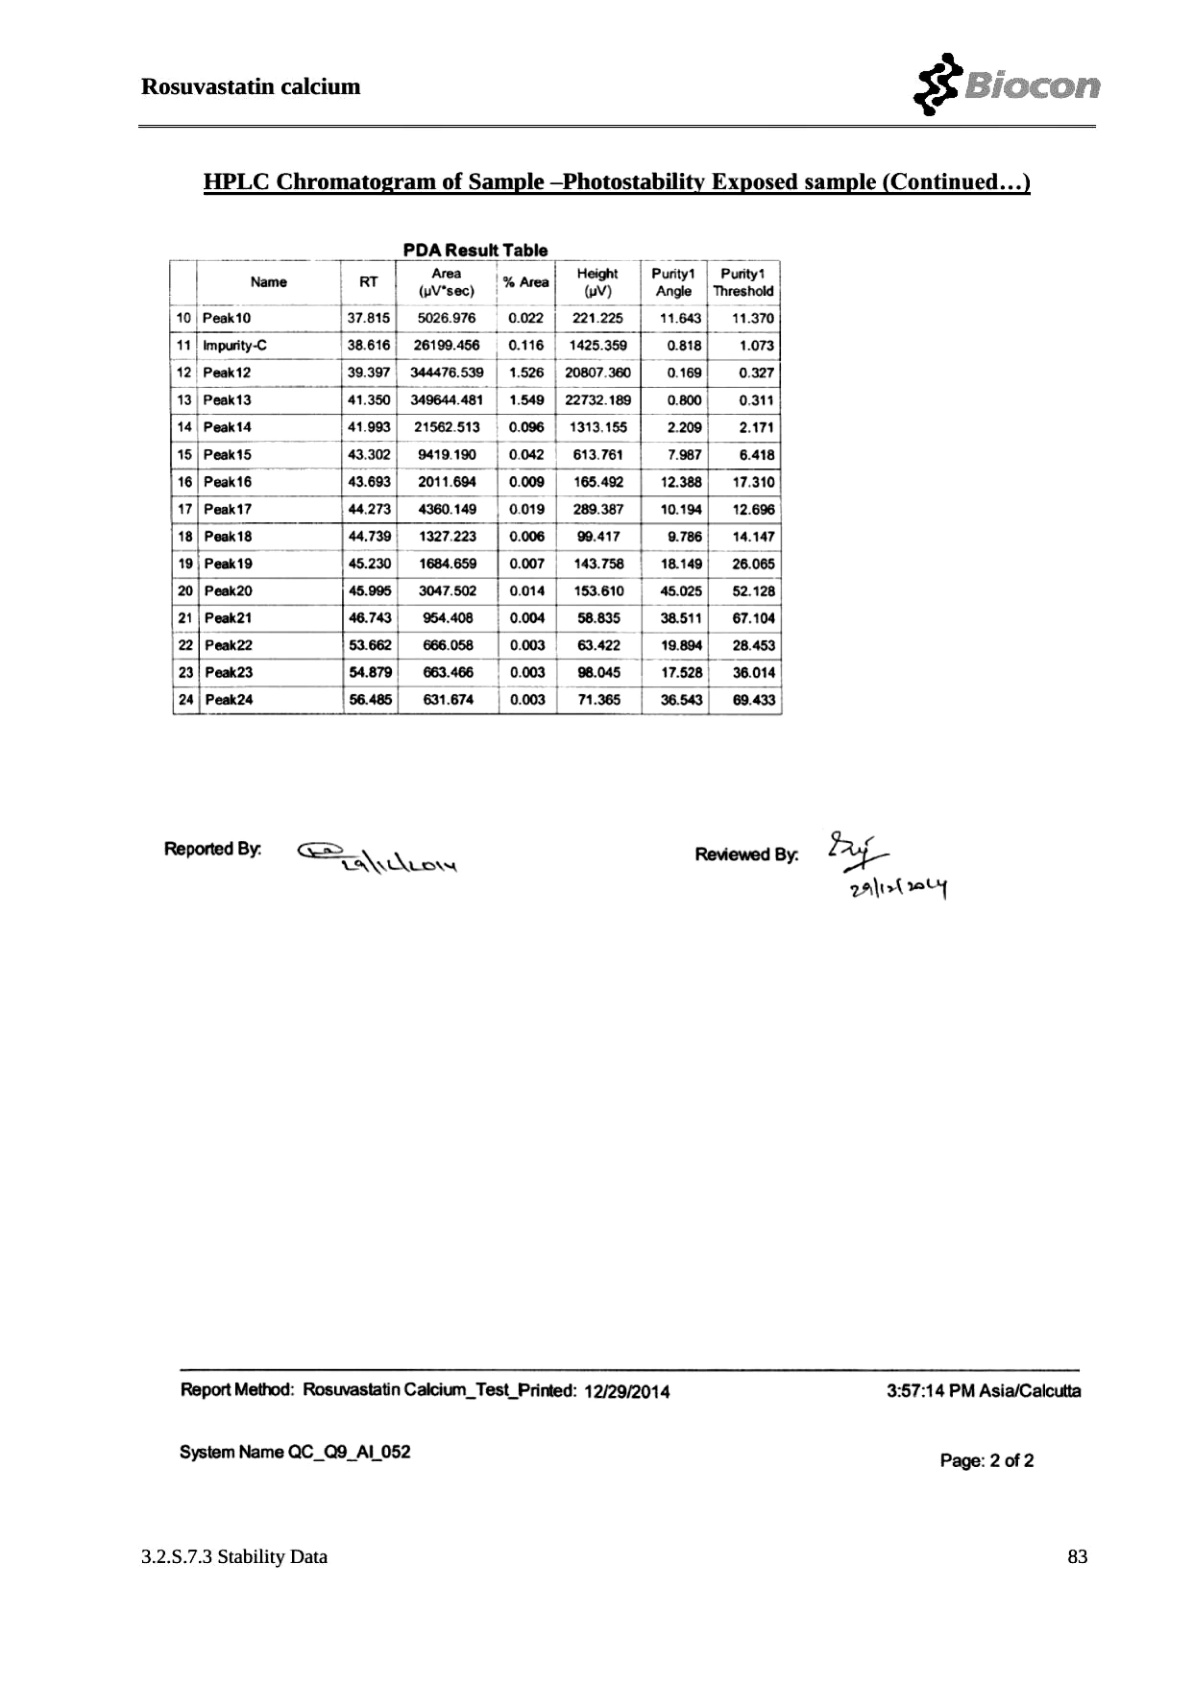 Rosuvastatin calcium
Biocon
HPLC Chromatogram of Sample –Photostability Exposed sample (Continued…)
PDA Result Table
Name RT Area (µV*sec) % Area Height (µV) Purity1 Angle Purity1 Threshold
10 Peak10 37.815 5026.976 0.022 221.225 11.643 11.370
11 Impurity-C 38.616 26199.456 0.116 1425.359 0.818 1.073
12 Peak12 39.397 344476.539 1.526 20807.360 0.169 0.327
13 Peak13 41.350 349644.481 1.549 22732.189 0.800 0.311
14 Peak14 41.993 21562.513 0.096 1313.155 2.209 2.171
15 Peak15 43.302 9419.190 0.042 613.761 7.987 6.418
16 Peak16 43.693 2011.694 0.009 165.492 12.388 17.310
17 Peak17 44.273 4360.149 0.019 289.387 10.194 12.696
18 Peak18 44.739 1327.223 0.006 99.417 9.786 14.147
19 Peak19 45.230 1684.659 0.007 143.758 18.149 26.065
20 Peak20 45.995 3047.502 0.014 153.610 45.025 52.128
21 Peak21 46.743 954.408 0.004 58.835 38.511 67.104
22 Peak22 53.662 666.058 0.003 63.422 19.894 28.453
23 Peak23 54.879 663.466 0.003 98.045 17.528 36.014
24 Peak24 56.485 631.674 0.003 71.365 36.543 69.433
Reported By: 29/12/2014
Reviewed By:
29/12/2014
Report Method: Rosuvastatin Calcium_Test_Printed: 12/29/2014 3:57:14 PM Asia/Calcutta
System Name QC_Q9_AI_052
Page: 2 of 2
3.2.S.7.3 Stability Data 83